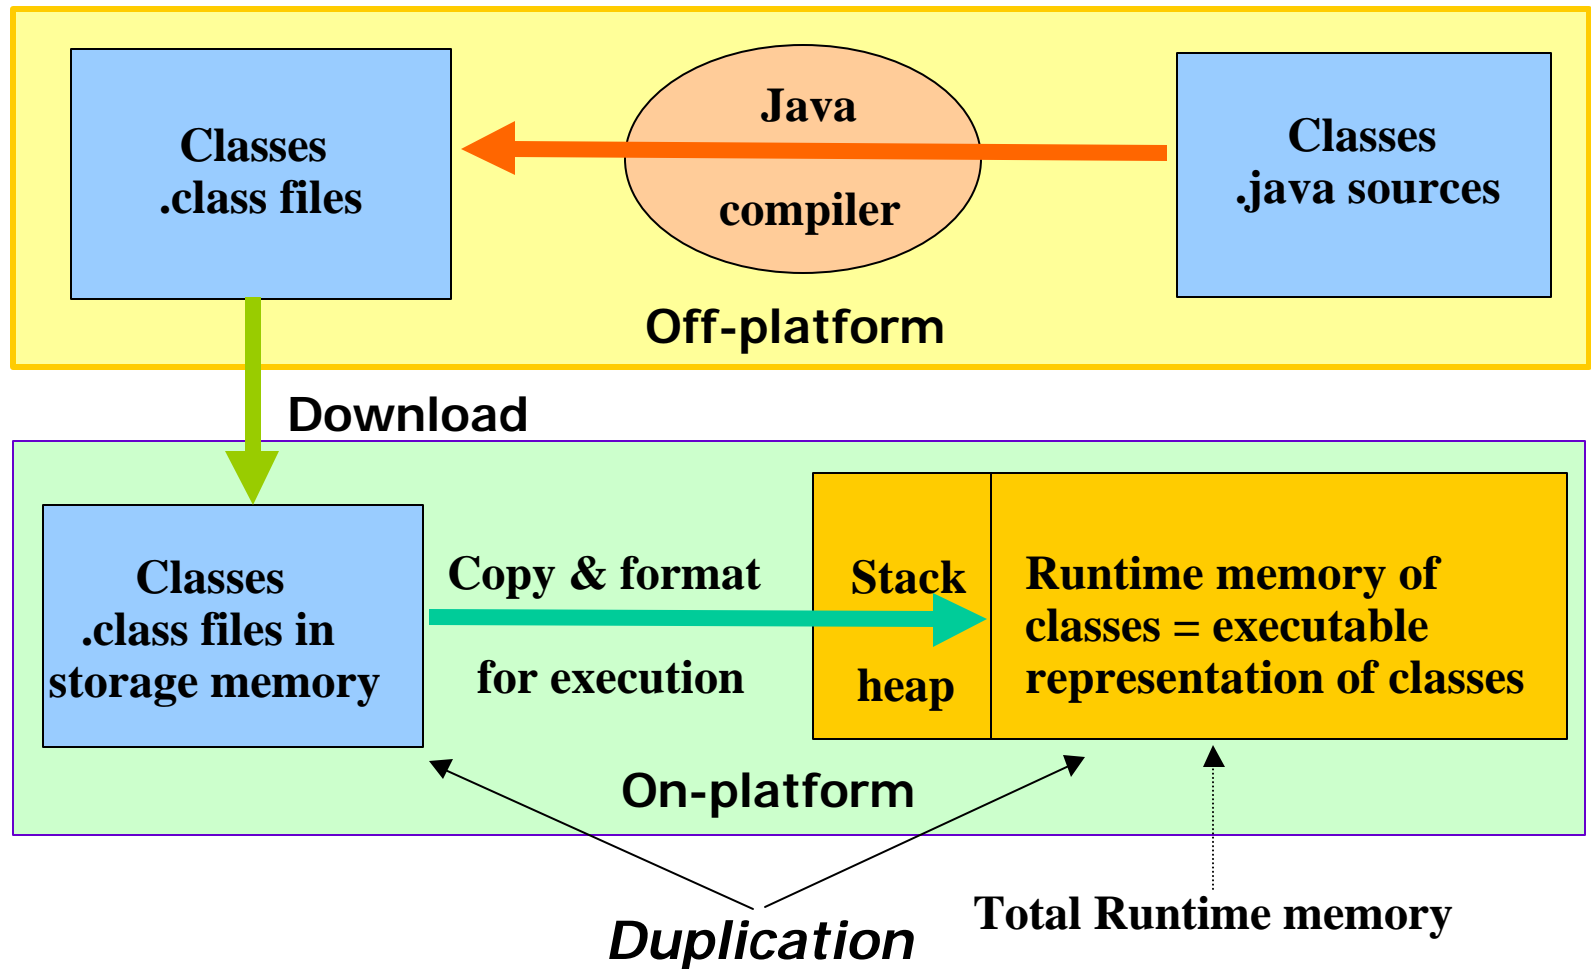 Classes
.class files
Java
compiler
Classes
.java sources
Off-platform
Download
Classes
.class files in
storage memory
Copy & format
for execution
Stack
heap
Runtime memory of
classes = executable
representation of classes
On-platform
Duplication
Total Runtime memory